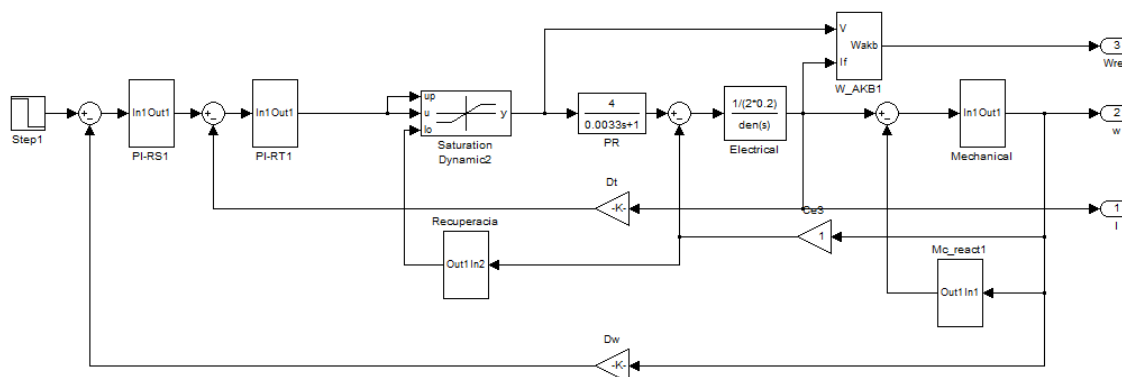 Step1
In1 Out1
PI-RS1
In1 Out1
PI-RT1
up
u
lo
y
Saturation
Dynamic2
4
0.0033s+1
PR
1/(2*0.2)
den(s)
Electrical
V
If
Wakb
W_AKB1
In1 Out1
Mechanical
3
Wre
2
w
1
I
Dt
-K-
Ce3
1
Recuperacia
Out1 In2
Mc_react1
Out1 In1
Dw
-K-